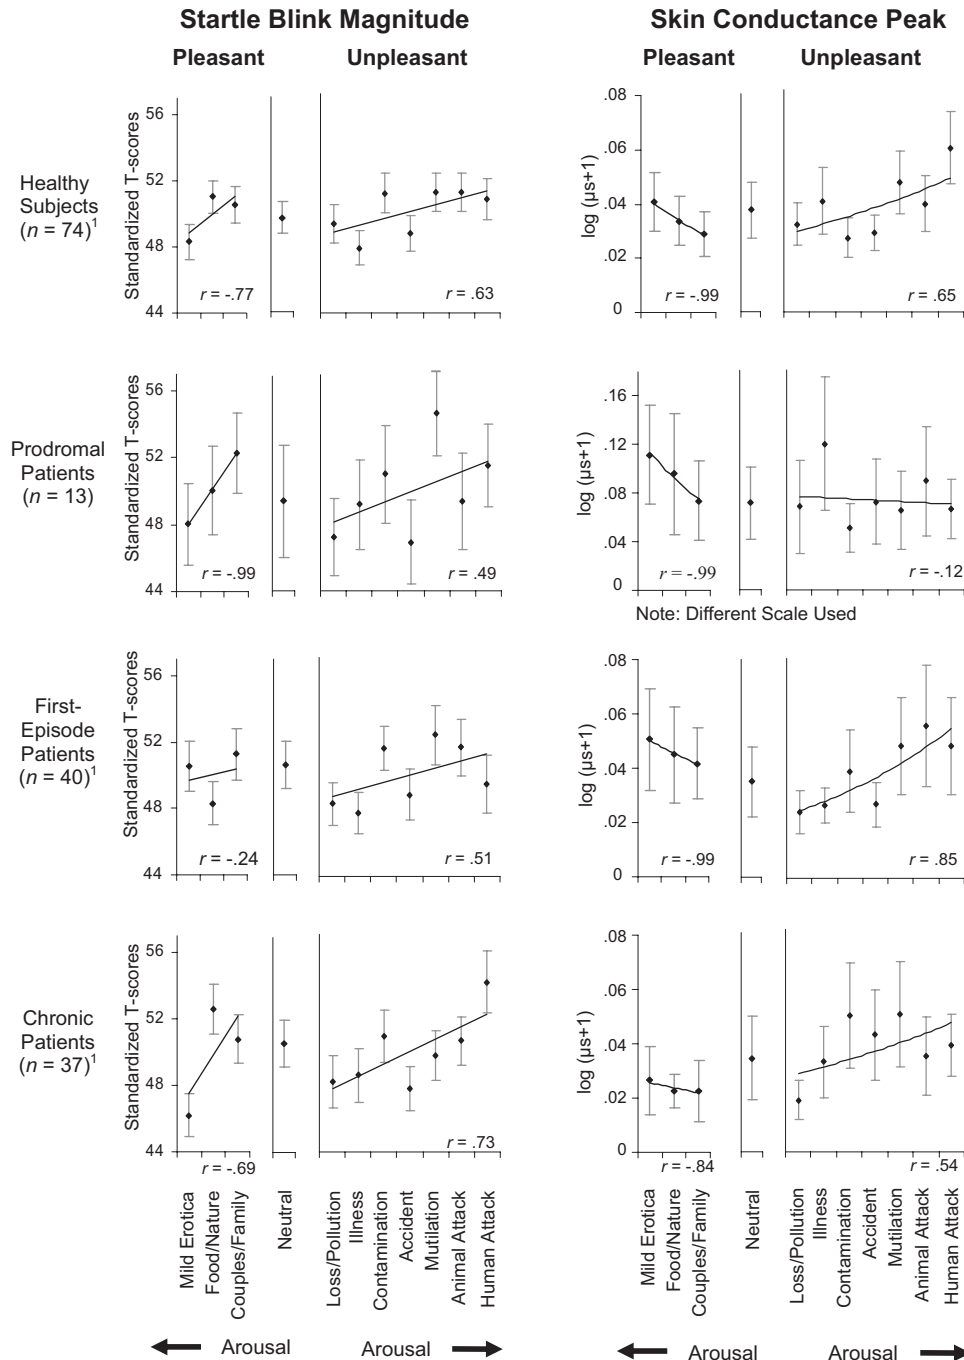 Startle Blink Magnitude
Skin Conductance Peak
Pleasant
Unpleasant
Pleasant
Unpleasant
Healthy
Subjects
(n = 74)1
Standardized T-scores
56
52
48
44
r = -.77
r = .63
log (µs+1)
.08
.06
.04
.02
0
r = -.99
r = .65
Prodromal
Patients
(n = 13)
Standardized T-scores
56
52
48
44
r = -.99
r = .49
log (µs+1)
.16
.12
.08
.04
0
r = -.99
r = -.12
Note: Different Scale Used
First-
Episode
Patients
(n = 40)1
Standardized T-scores
56
52
48
44
r = -.24
r = .51
log (µs+1)
.08
.06
.04
.02
0
r = -.99
r = .85
Chronic
Patients
(n = 37)1
Standardized T-scores
56
52
48
44
r = -.69
r = .73
log (µs+1)
.08
.06
.04
.02
0
r = -.84
r = .54
Mild Erotica
Food/Nature
Couples/Family
Neutral
Loss/Pollution
Illness
Contamination
Accident
Mutilation
Animal Attack
Human Attack
Mild Erotica
Food/Nature
Couples/Family
Neutral
Loss/Pollution
Illness
Contamination
Accident
Mutilation
Animal Attack
Human Attack
Arousal
Arousal
Arousal
Arousal